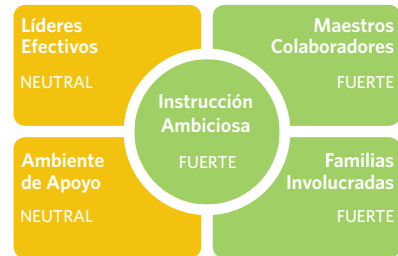 Líderes
Efectivos
NEUTRAL
Maestros
Colaboradores
FUERTE
Instrucción
Ambiciosa
FUERTE
Ambiente
de Apoyo
NEUTRAL
Familias
Involucradas
FUERTE